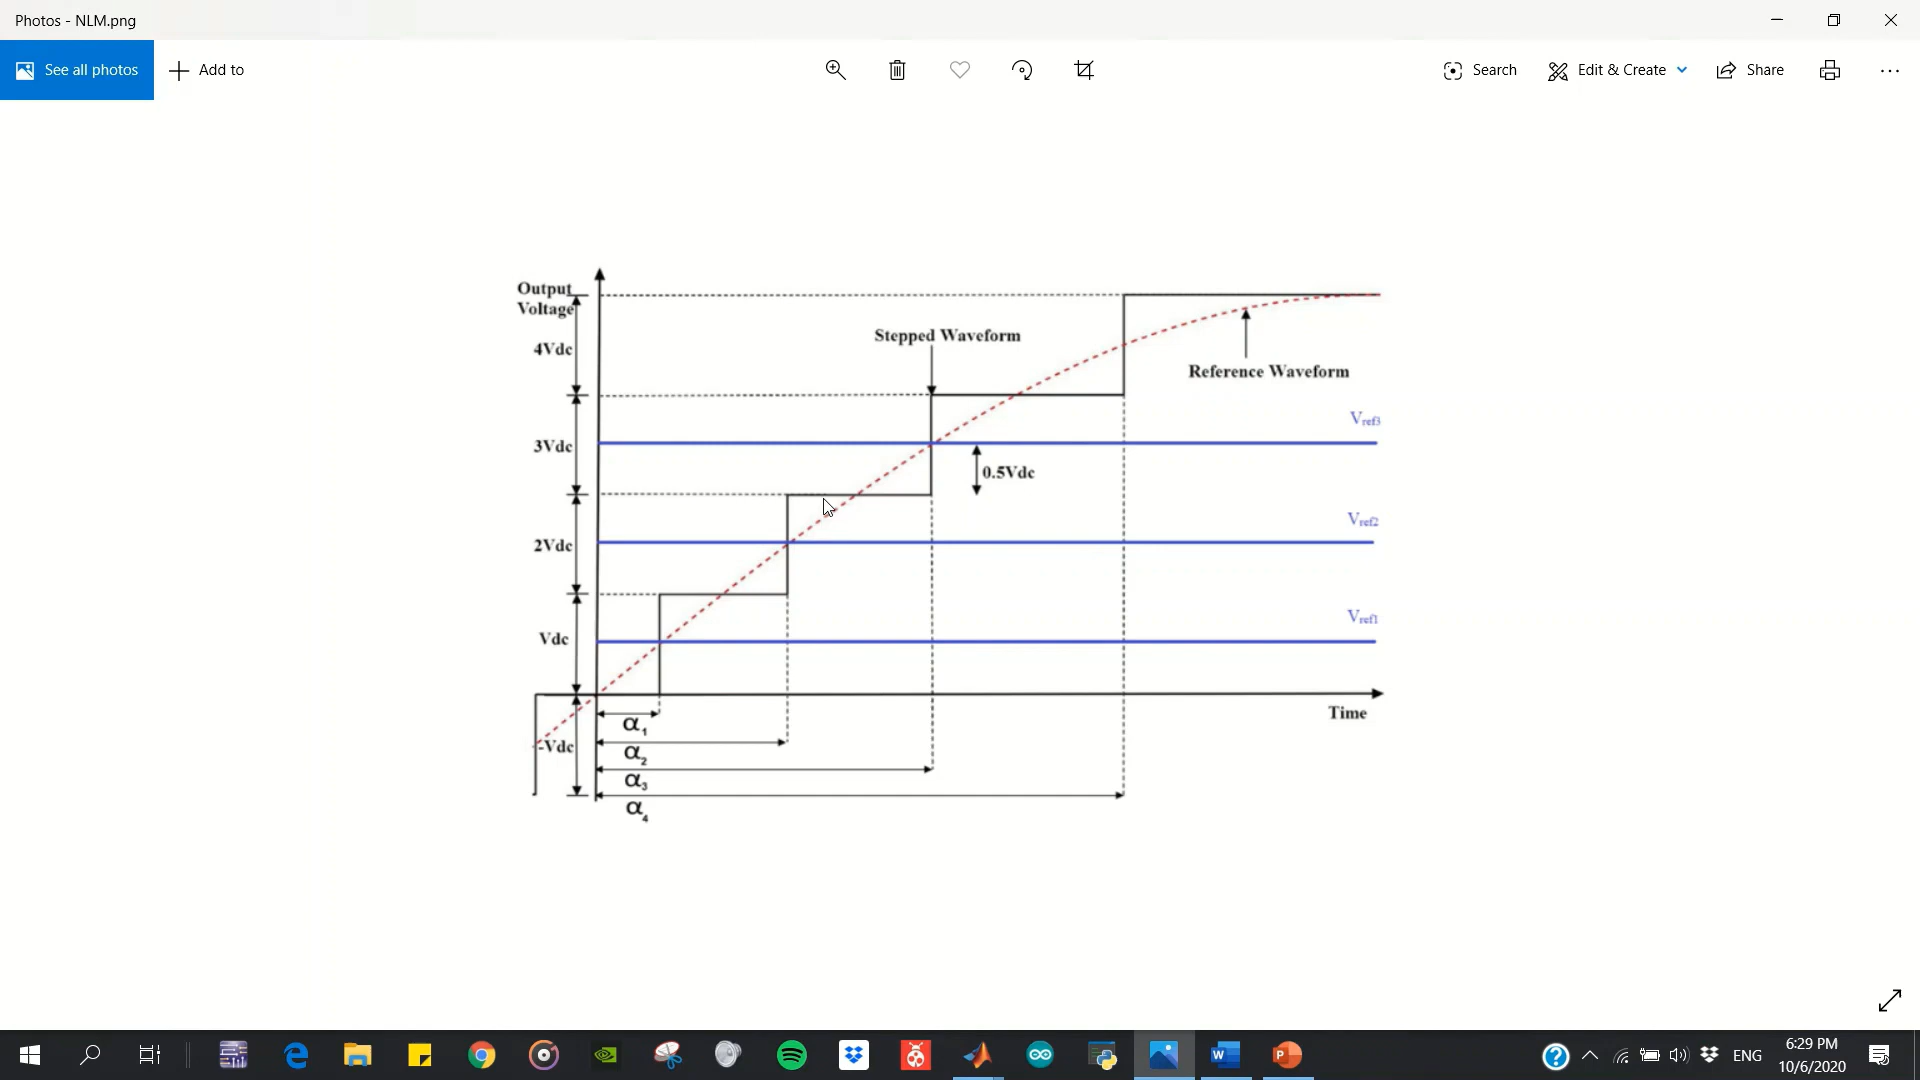 Photos - NLM.png
See all photos
Add to
Search
Edit & Create
Share
Output
Voltage
4Vdc
Stepped Waveform
Reference Waveform
Vref3
3Vdc
0.5Vdc
Vref2
2Vdc
Vref1
Vdc
Time
α1
-Vdc
α2
α3
α4
ENG
6:29 PM
10/6/2020